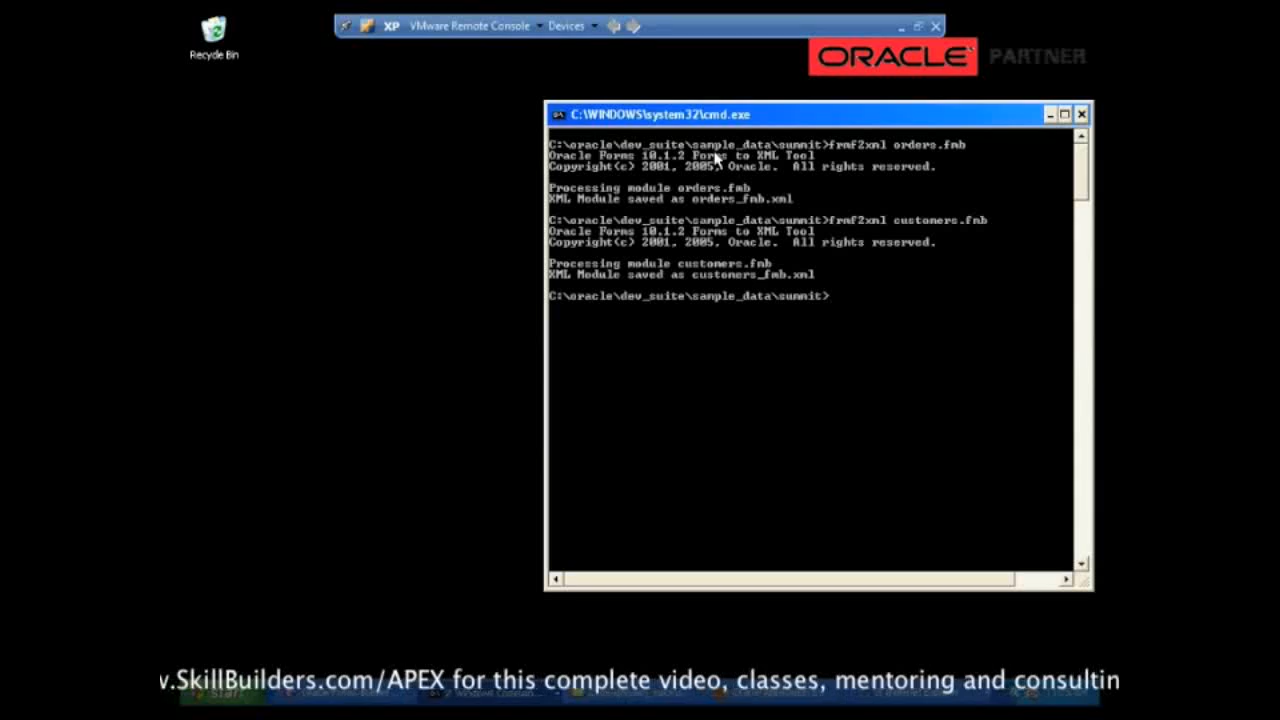 Recycle Bin
XP VMware Remote Console Devices
ORACLE PARTNER
C:\WINDOWS\system32\cmd.exe
C:\oracle\dev_suite\sample_data\summit>frmf2xml orders.fmb
Oracle Forms 10.1.2 Forms to XML Tool
Copyright(c) 2001, 2005, Oracle. All rights reserved.
Processing module orders.fmb
XML Module saved as orders_fmb.xml
C:\oracle\dev_suite\sample_data\summit>frmf2xml customers.fmb
Oracle Forms 10.1.2 Forms to XML Tool
Copyright(c) 2001, 2005, Oracle. All rights reserved.
Processing module customers.fmb
XML Module saved as customers_fmb.xml
C:\oracle\dev_suite\sample_data\summit>
v.SkillBuilders.com/APEX for this complete video, classes, mentoring and consultin
start